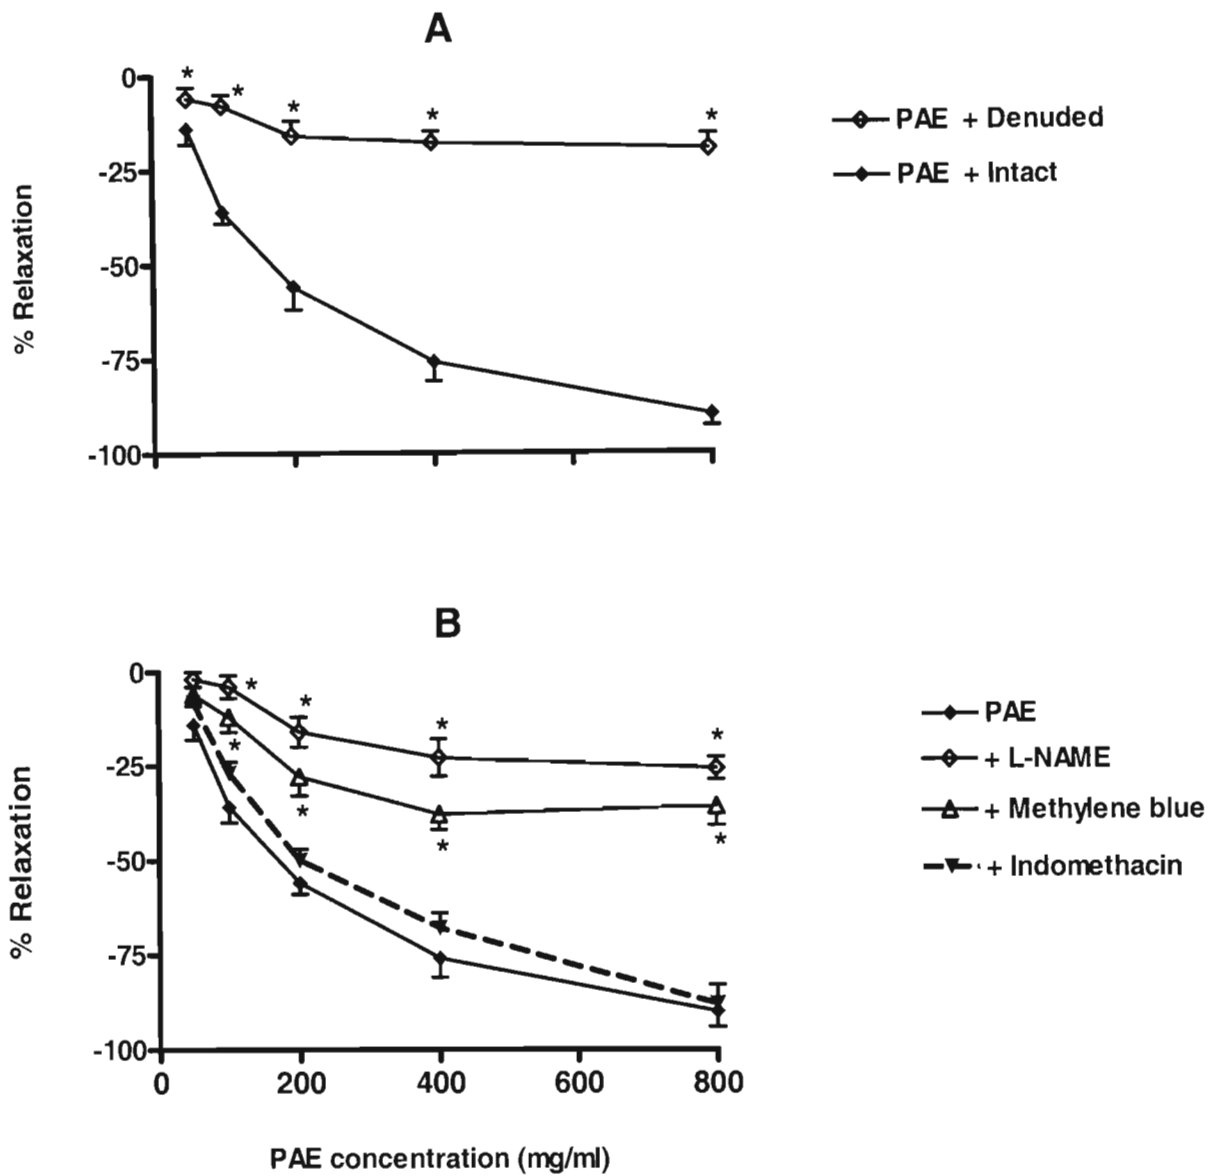 A
*
*
*
*
*
0
-25
-50
-75
-100
% Relaxation
PAE + Denuded
PAE + Intact
B
*
*
*
*
*
*
*
*
0
-25
-50
-75
-100
% Relaxation
0 200 400 600 800
PAE concentration (mg/ml)
PAE
+ L-NAME
+ Methylene blue
+ Indomethacin